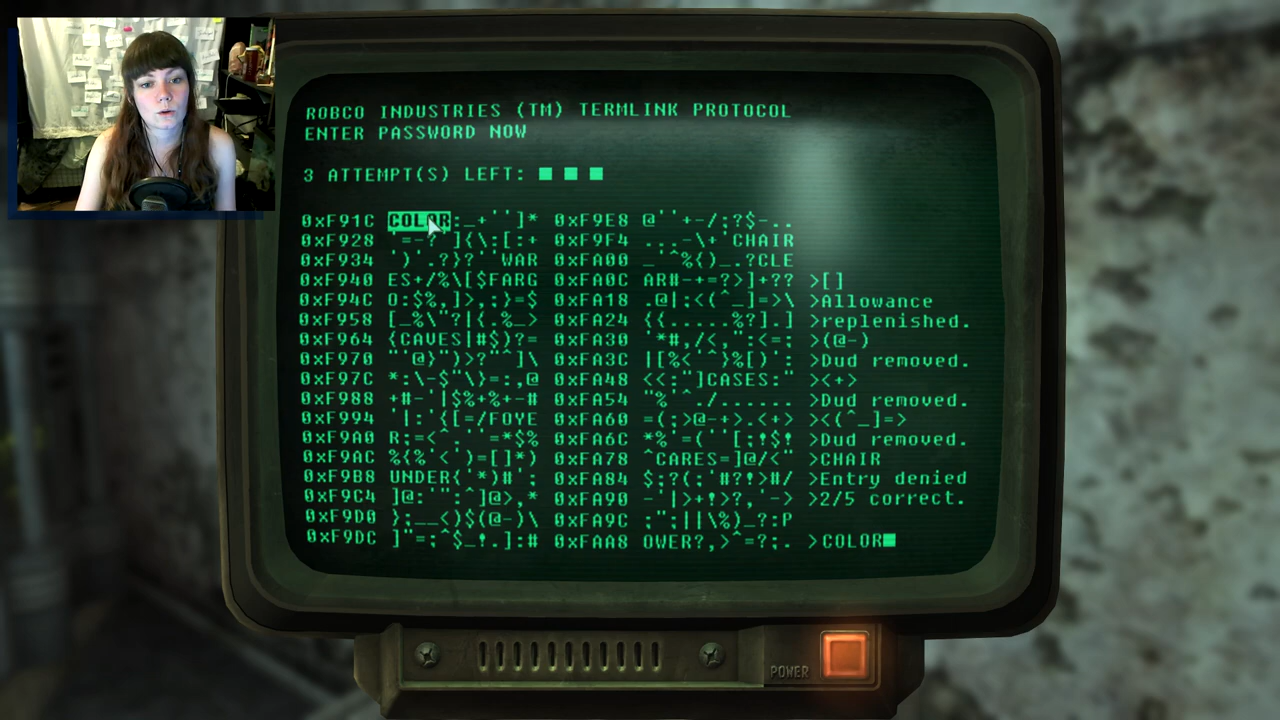 ROBCO INDUSTRIES (TM) TERMLINK PROTOCOL
ENTER PASSWORD NOW
3 ATTEMPT(S) LEFT:
0xF91C COLOR:_+'']* 0xF9E8 @''+-/;?$-..
0xF928 '=-?"]{\:[:+ 0xF9F4 ...-\+'CHAIR
0xF934 ')'.?}?''WAR 0xFA00 _'^%{)_.?CLE
0xF940 ES+/%\[$FARG 0xFA0C AR#-+=?>]+?? >[]
0xF94C O:$%,]>,:}=$ 0xFA18 .@|;<(^_]=>\ >Allowance
0xF958 [_%\"?|{.%_> 0xFA24 {{.....%?].] >replenished.
0xF964 {CAVES|#$)?= 0xFA30 '*#,/<,":<=; >(@-)
0xF970 "'@}")>?"^]\ 0xFA3C |[%<'^}%[)': >Dud removed.
0xF97C *:\-$"\}=:,@ 0xFA48 <<:"]CASES:" ><+>
0xF988 +#-'|$%+%+-# 0xFA54 "%'^./...... >Dud removed.
0xF994 '|:'{[=/FOYE 0xFA60 =(;>@-+>.<+> ><(^_]=>
0xF9A0 R;=<^.''=*$% 0xFA6C *%'=('[;!$! >Dud removed.
0xF9AC %{%'<')=[]*) 0xFA78 ^CARES=]@/<" >CHAIR
0xF9B8 UNDER{'*)#'; 0xFA84 $;?(;'#?!>#/ >Entry denied
0xF9C4 ]@:'":^]@>,* 0xFA90 -'|>+!>?,'-> >2/5 correct.
0xF9D0 };__<)$(@-)\ 0xFA9C ;";||\%)_?:P
0xF9DC ]"=;^$_!.]:# 0xFAA8 OWER?,>^=?;. >COLOR
POWER